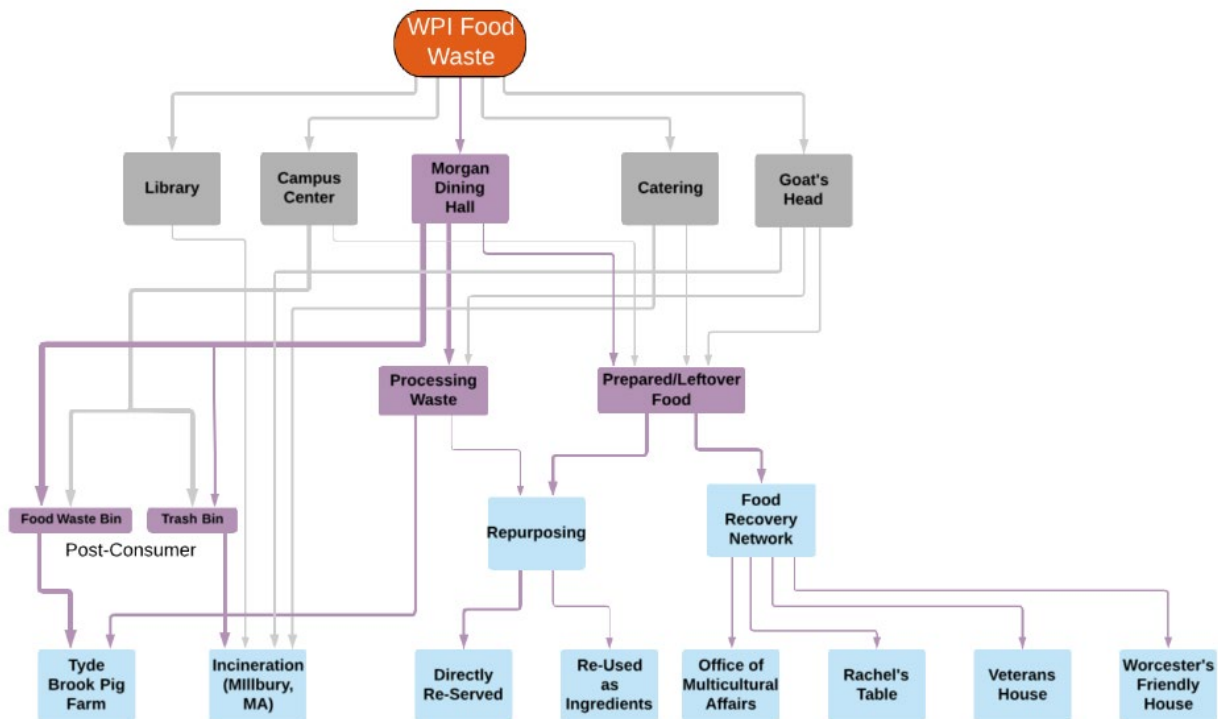 WPI Food
Waste
Library
Campus
Center
Morgan
Dining
Hall
Catering
Goat's
Head
Processing
Waste
Prepared/Leftover
Food
Food Waste Bin
Trash Bin
Post-Consumer
Repurposing
Food
Recovery
Network
Tyde
Brook Pig
Farm
Incineration
(MIllbury,
MA)
Directly
Re-Served
Re-Used
as
Ingredients
Office of
Multicultural
Affairs
Rachel's
Table
Veterans
House
Worcester's
Friendly
House